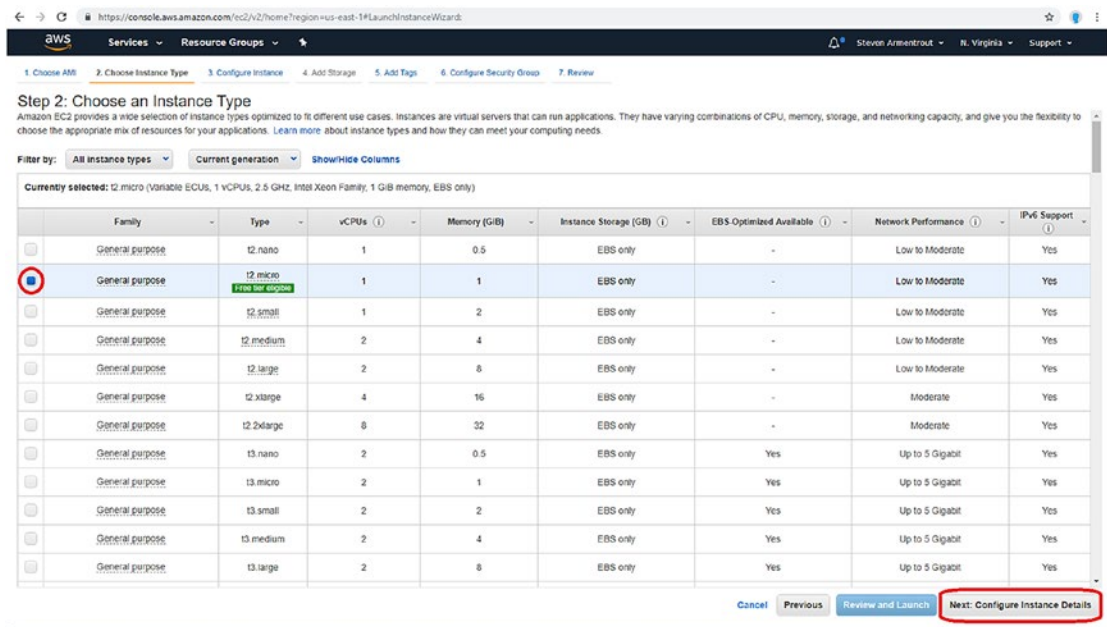 https://console.aws.amazon.com/ec2/v2/home?region=us-east-1#LaunchInstanceWizard:
aws Services Resource Groups Steven Armentrout N. Virginia Support
1. Choose AMI 2. Choose Instance Type 3. Configure Instance 4. Add Storage 5. Add Tags 6. Configure Security Group 7. Review
Step 2: Choose an Instance Type
Amazon EC2 provides a wide selection of instance types optimized to fit different use cases. Instances are virtual servers that can run applications. They have varying combinations of CPU, memory, storage, and networking capacity, and give you the flexibility to
choose the appropriate mix of resources for your applications. Learn more about instance types and how they can meet your computing needs.
Filter by: All instance types Current generation Show/Hide Columns
Currently selected: t2.micro (Variable ECUs, 1 vCPUs, 2.5 GHz, Intel Xeon Family, 1 GiB memory, EBS only)
Family Type vCPUs Memory (GiB) Instance Storage (GB) EBS-Optimized Available Network Performance IPv6 Support
General purpose t2.nano 1 0.5 EBS only - Low to Moderate Yes
General purpose t2.micro Free tier eligible 1 1 EBS only - Low to Moderate Yes
General purpose t2.small 1 2 EBS only - Low to Moderate Yes
General purpose t2.medium 2 4 EBS only - Low to Moderate Yes
General purpose t2.large 2 8 EBS only - Low to Moderate Yes
General purpose t2.xlarge 4 16 EBS only - Moderate Yes
General purpose t2.2xlarge 8 32 EBS only - Moderate Yes
General purpose t3.nano 2 0.5 EBS only Yes Up to 5 Gigabit Yes
General purpose t3.micro 2 1 EBS only Yes Up to 5 Gigabit Yes
General purpose t3.small 2 2 EBS only Yes Up to 5 Gigabit Yes
General purpose t3.medium 2 4 EBS only Yes Up to 5 Gigabit Yes
General purpose t3.large 2 8 EBS only Yes Up to 5 Gigabit Yes
Cancel Previous Review and Launch Next: Configure Instance Details